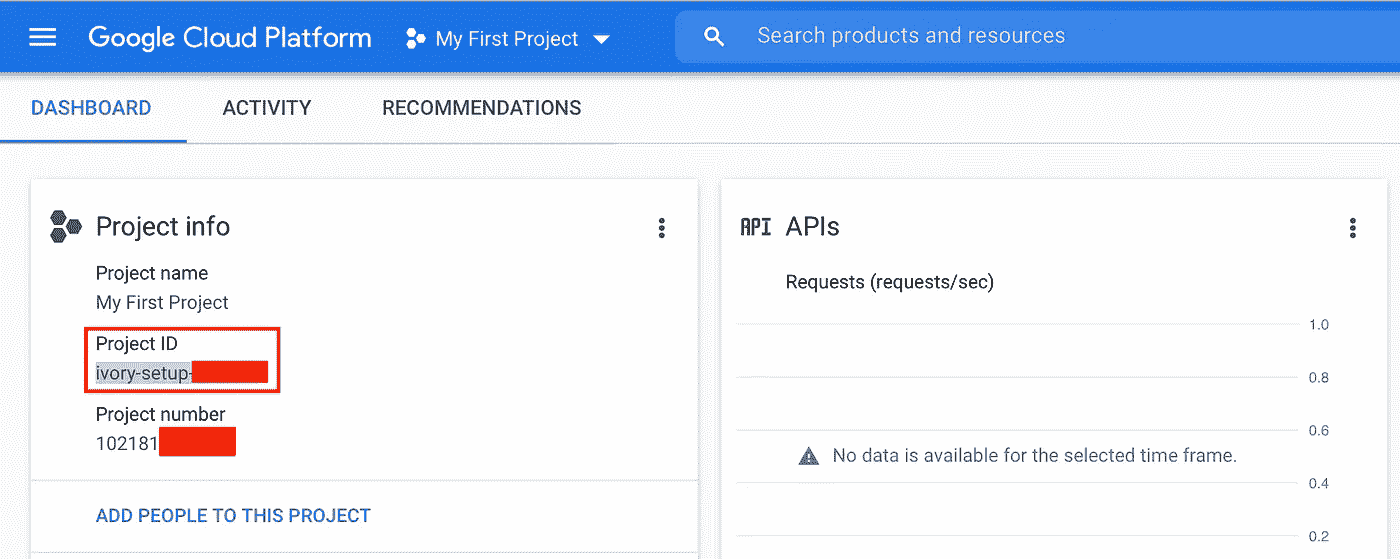 Google Cloud Platform
My First Project
Search products and resources
DASHBOARD
ACTIVITY
RECOMMENDATIONS
Project info
Project name
My First Project
Project ID
ivory-setup-
Project number
102181
ADD PEOPLE TO THIS PROJECT
API
APIs
Requests (requests/sec)
1.0
0.8
0.6
No data is available for the selected time frame.
0.4
0.2